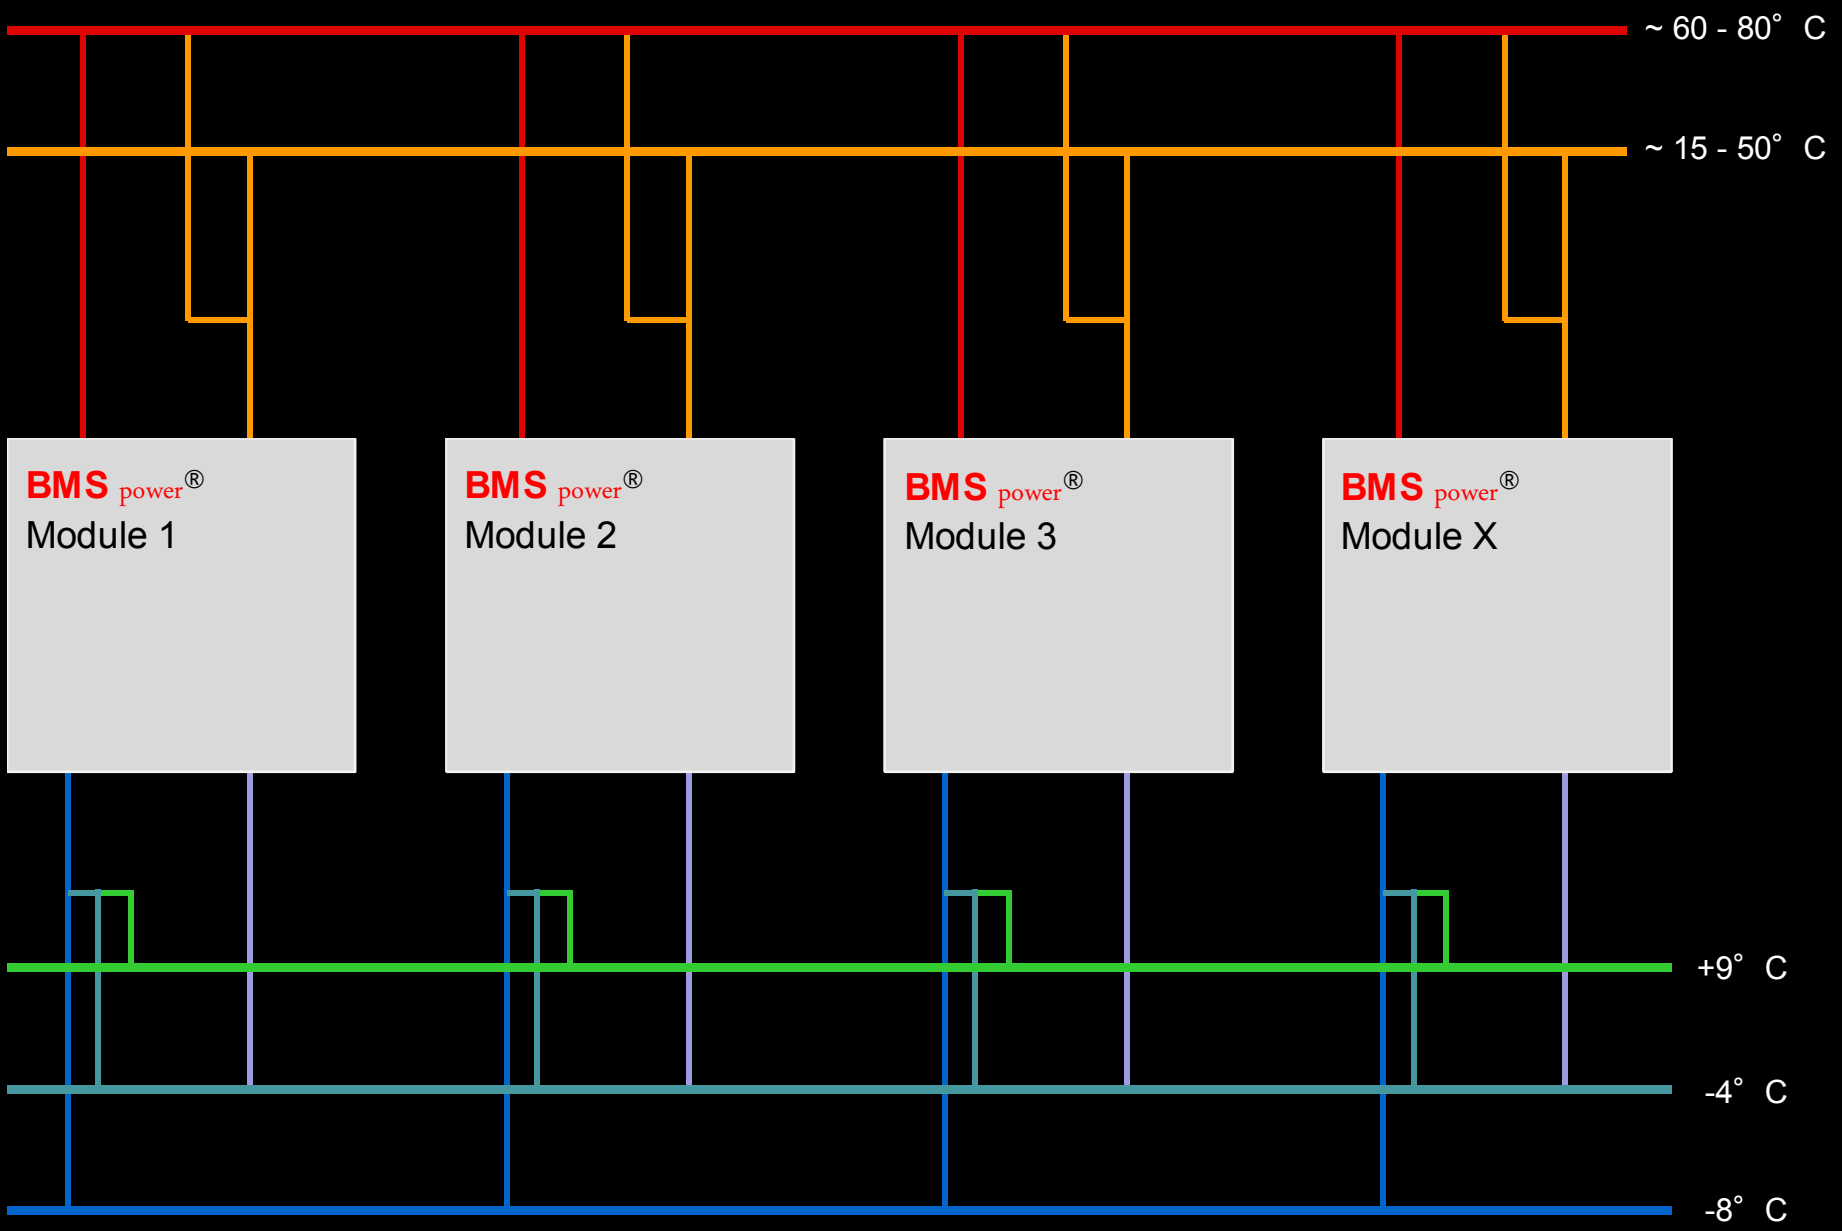 ~ 60 - 80° C
~ 15 - 50° C
BMS power®
Module 1
BMS power®
Module 2
BMS power®
Module 3
BMS power®
Module X
+9° C
-4° C
-8° C